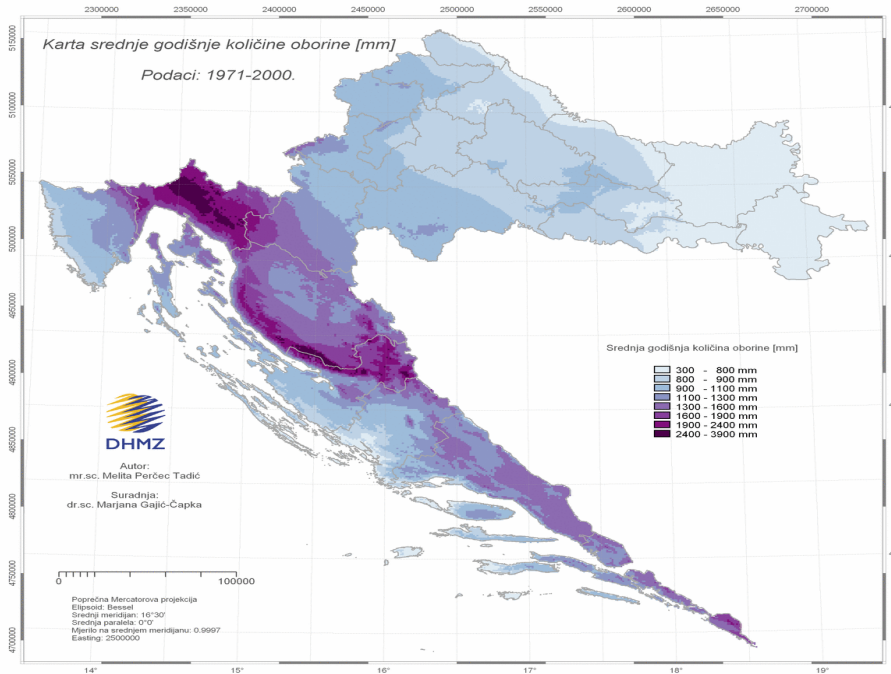 2300000 2350000 2400000 2450000 2500000 2550000 2600000 2650000 2700000
Karta srednje godišnje količine oborine [mm]
Podaci: 1971-2000.
5150000
5100000
5050000
5000000
4950000
4900000
4850000
4800000
4750000
4700000
Srednja godišnja količina oborine [mm]
300 - 800 mm
800 - 900 mm
900 - 1100 mm
1100 - 1300 mm
1300 - 1600 mm
1600 - 1900 mm
1900 - 2400 mm
2400 - 3900 mm
DHMZ
Autor:
mr.sc. Melita Perčec Tadić
Suradnja:
dr.sc. Marjana Gajić-Čapka
0 100000
Poprečna Mercatorova projekcija
Elipsoid: Bessel
Srednji meridijan: 16°30'
Srednja paralela: 0°0'
Mjerilo na srednjem meridijanu: 0.9997
Easting: 2500000
14° 15° 16° 17° 18° 19°